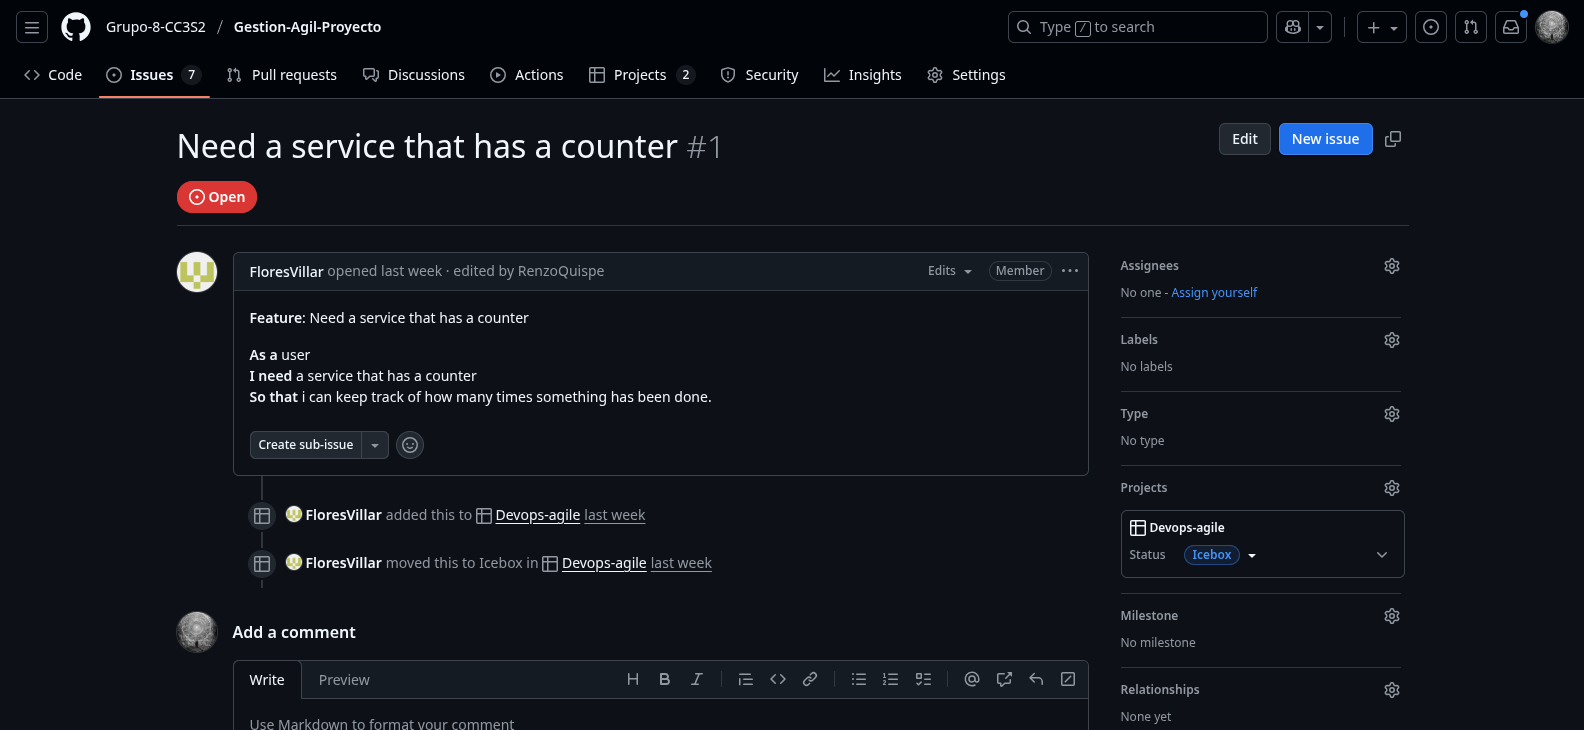 Grupo-8-CC3S2 / Gestion-Agil-Proyecto
Type / to search
Code
Issues 7
Pull requests
Discussions
Actions
Projects 2
Security
Insights
Settings
Need a service that has a counter #1
Edit
New issue
Open
FloresVillar opened last week · edited by RenzoQuispe
Edits
Member
Feature: Need a service that has a counter
As a user
I need a service that has a counter
So that i can keep track of how many times something has been done.
Create sub-issue
FloresVillar added this to Devops-agile last week
FloresVillar moved this to Icebox in Devops-agile last week
Add a comment
Write
Preview
Use Markdown to format your comment
Assignees
No one - Assign yourself
Labels
No labels
Type
No type
Projects
Devops-agile
Status Icebox
Milestone
No milestone
Relationships
None yet